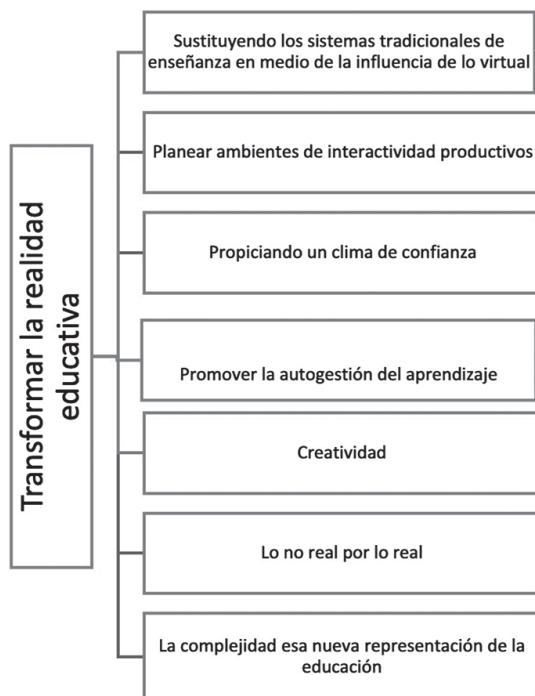 Transformar la realidad
educativa
Sustituyendo los sistemas tradicionales de
enseñanza en medio de la influencia de lo virtual
Planear ambientes de interactividad productivos
Propiciando un clima de confianza
Promover la autogestión del aprendizaje
Creatividad
Lo no real por lo real
La complejidad esa nueva representación de la
educación